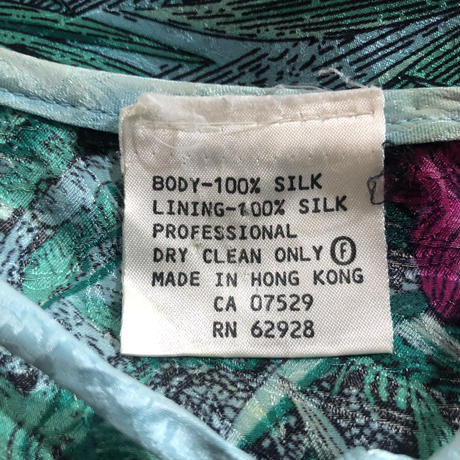 BODY-100% SILK
LINING-100% SILK
PROFESSIONAL
DRY CLEAN ONLY Ⓕ
MADE IN HONG KONG
CA 07529
RN 62928